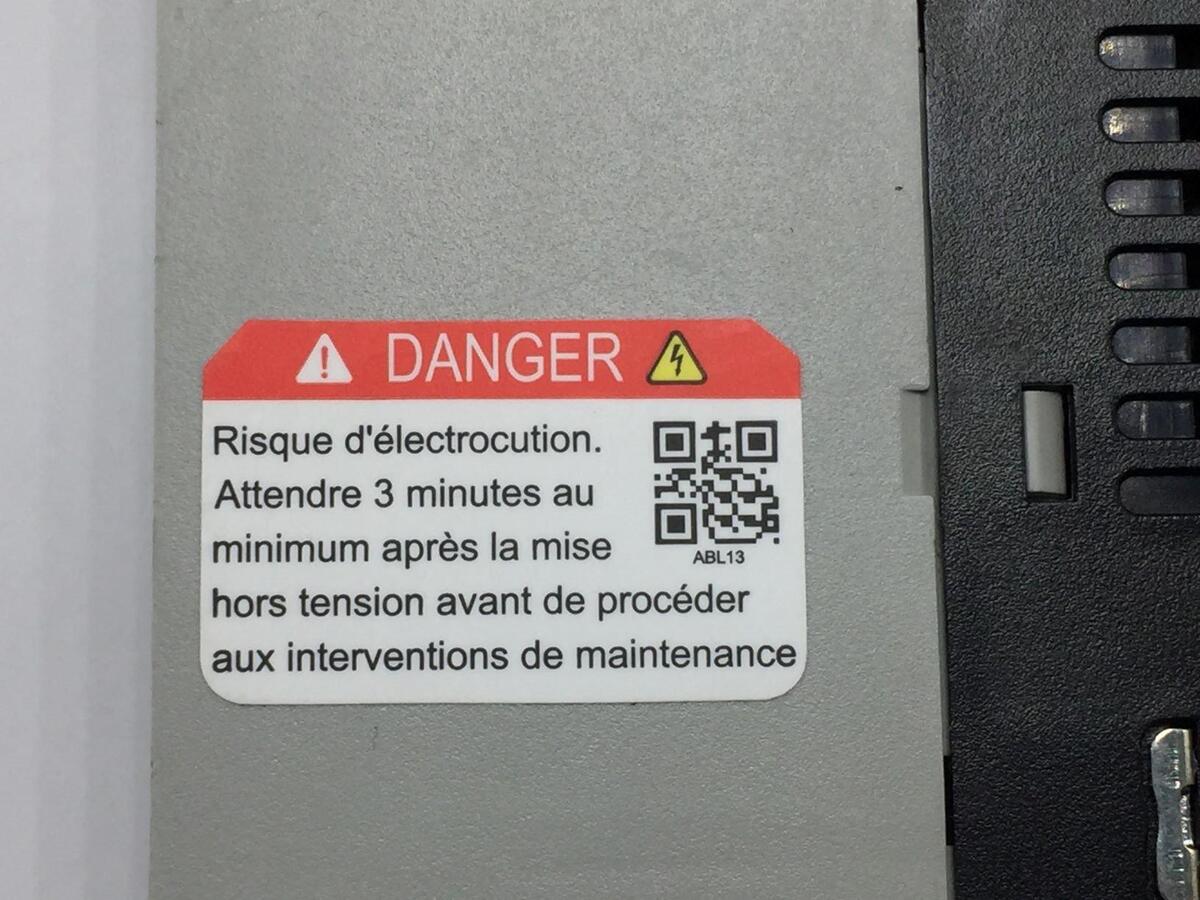 DANGER
Risque d'électrocution.
Attendre 3 minutes au
minimum après la mise
hors tension avant de procéder
aux interventions de maintenance
ABL13